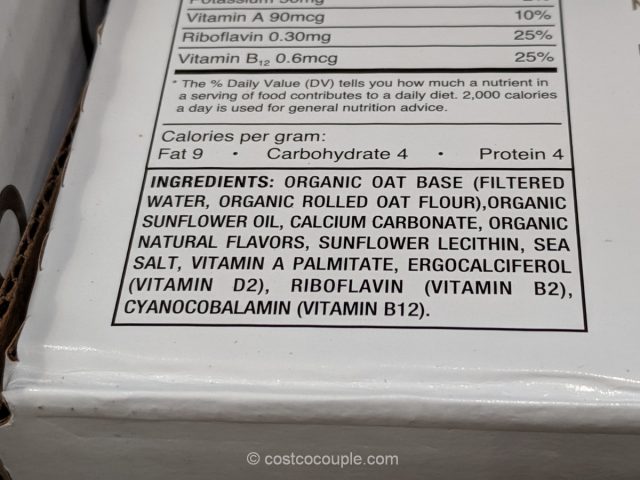 Vitamin A 90mcg 10%
Riboflavin 0.30mg 25%
Vitamin B12 0.6mcg 25%
* The % Daily Value (DV) tells you how much a nutrient in
a serving of food contributes to a daily diet. 2,000 calories
a day is used for general nutrition advice.
Calories per gram:
Fat 9 • Carbohydrate 4 • Protein 4
INGREDIENTS: ORGANIC OAT BASE (FILTERED
WATER, ORGANIC ROLLED OAT FLOUR),ORGANIC
SUNFLOWER OIL, CALCIUM CARBONATE, ORGANIC
NATURAL FLAVORS, SUNFLOWER LECITHIN, SEA
SALT, VITAMIN A PALMITATE, ERGOCALCIFEROL
(VITAMIN D2), RIBOFLAVIN (VITAMIN B2),
CYANOCOBALAMIN (VITAMIN B12).
© costcocouple.com